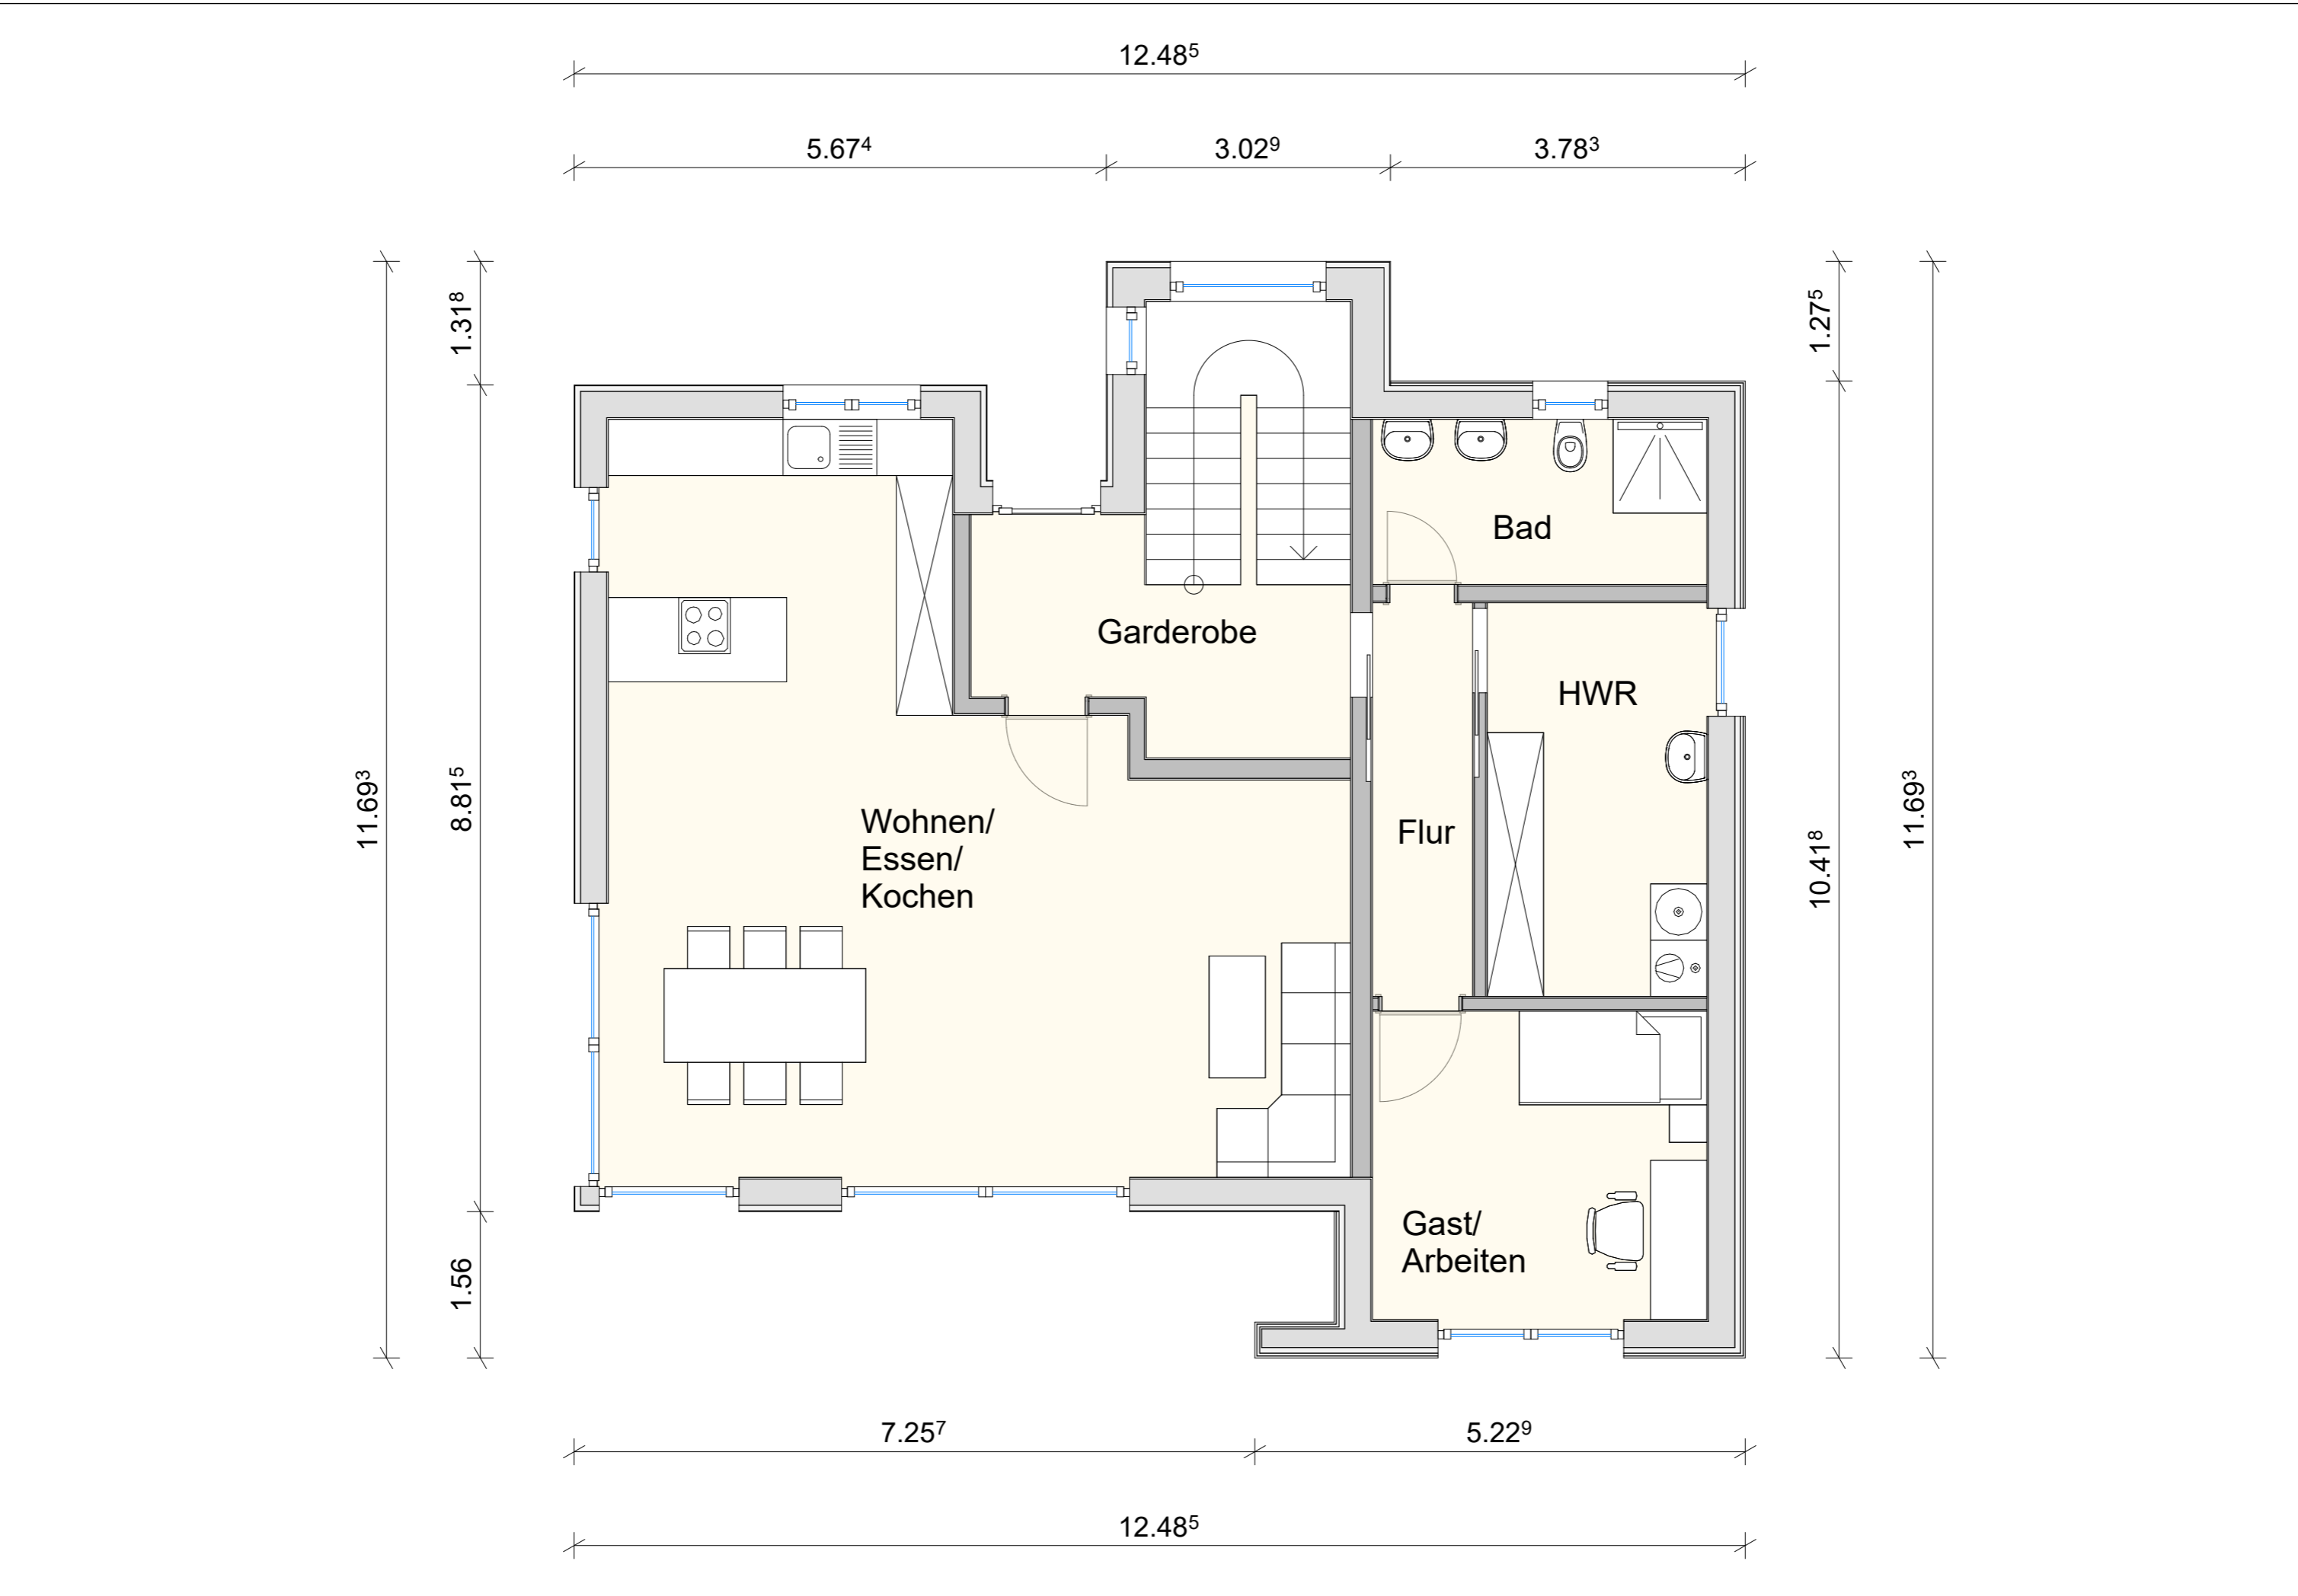 12.48⁵
5.67⁴ 3.02⁹ 3.78³
1.31⁸
1.27⁵
Bad
Garderobe
HWR
11.69³
8.81⁵
Wohnen/
Essen/
Kochen
Flur
10.41⁸
11.69³
Gast/
Arbeiten
1.56
7.25⁷ 5.22⁹
12.48⁵